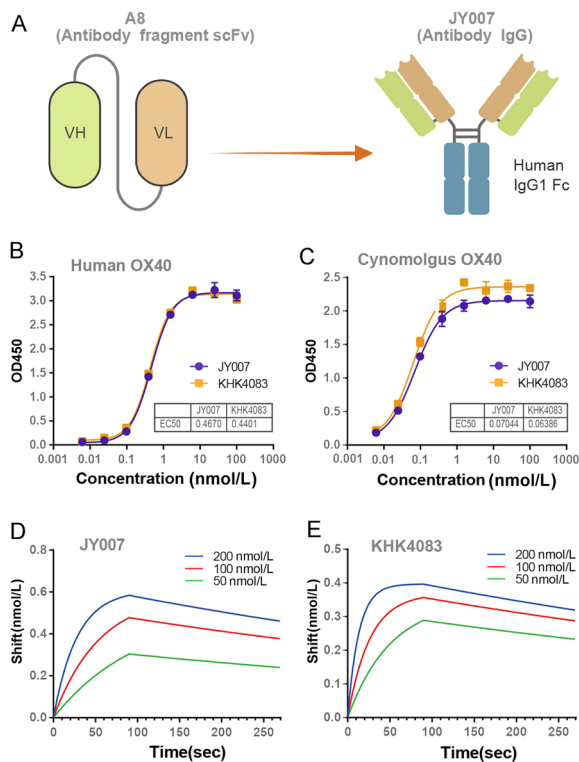 A
A8
(Antibody fragment scFv)
VH
VL
JY007
(Antibody IgG)
Human
IgG1 Fc
B
Human OX40
OD450
3.5
3.0
2.5
2.0
1.5
1.0
0.5
0.0
JY007
KHK4083
JY007 KHK4083
EC50 0.4670 0.4401
0.001 0.01 0.1 1 10 100 1000
Concentration (nmol/L)
C
Cynomolgus OX40
OD450
2.5
2.0
1.5
1.0
0.5
0.0
JY007
KHK4083
JY007 KHK4083
EC50 0.07044 0.06386
0.001 0.01 0.1 1 10 100 1000
Concentration (nmol/L)
D
JY007
Shift(nmol/L)
0.8
0.6
0.4
0.2
0.0
200 nmol/L
100 nmol/L
50 nmol/L
0 50 100 150 200 250
Time(sec)
E
KHK4083
Shift(nmol/L)
0.5
0.4
0.3
0.2
0.1
0.0
200 nmol/L
100 nmol/L
50 nmol/L
0 50 100 150 200 250
Time(sec)